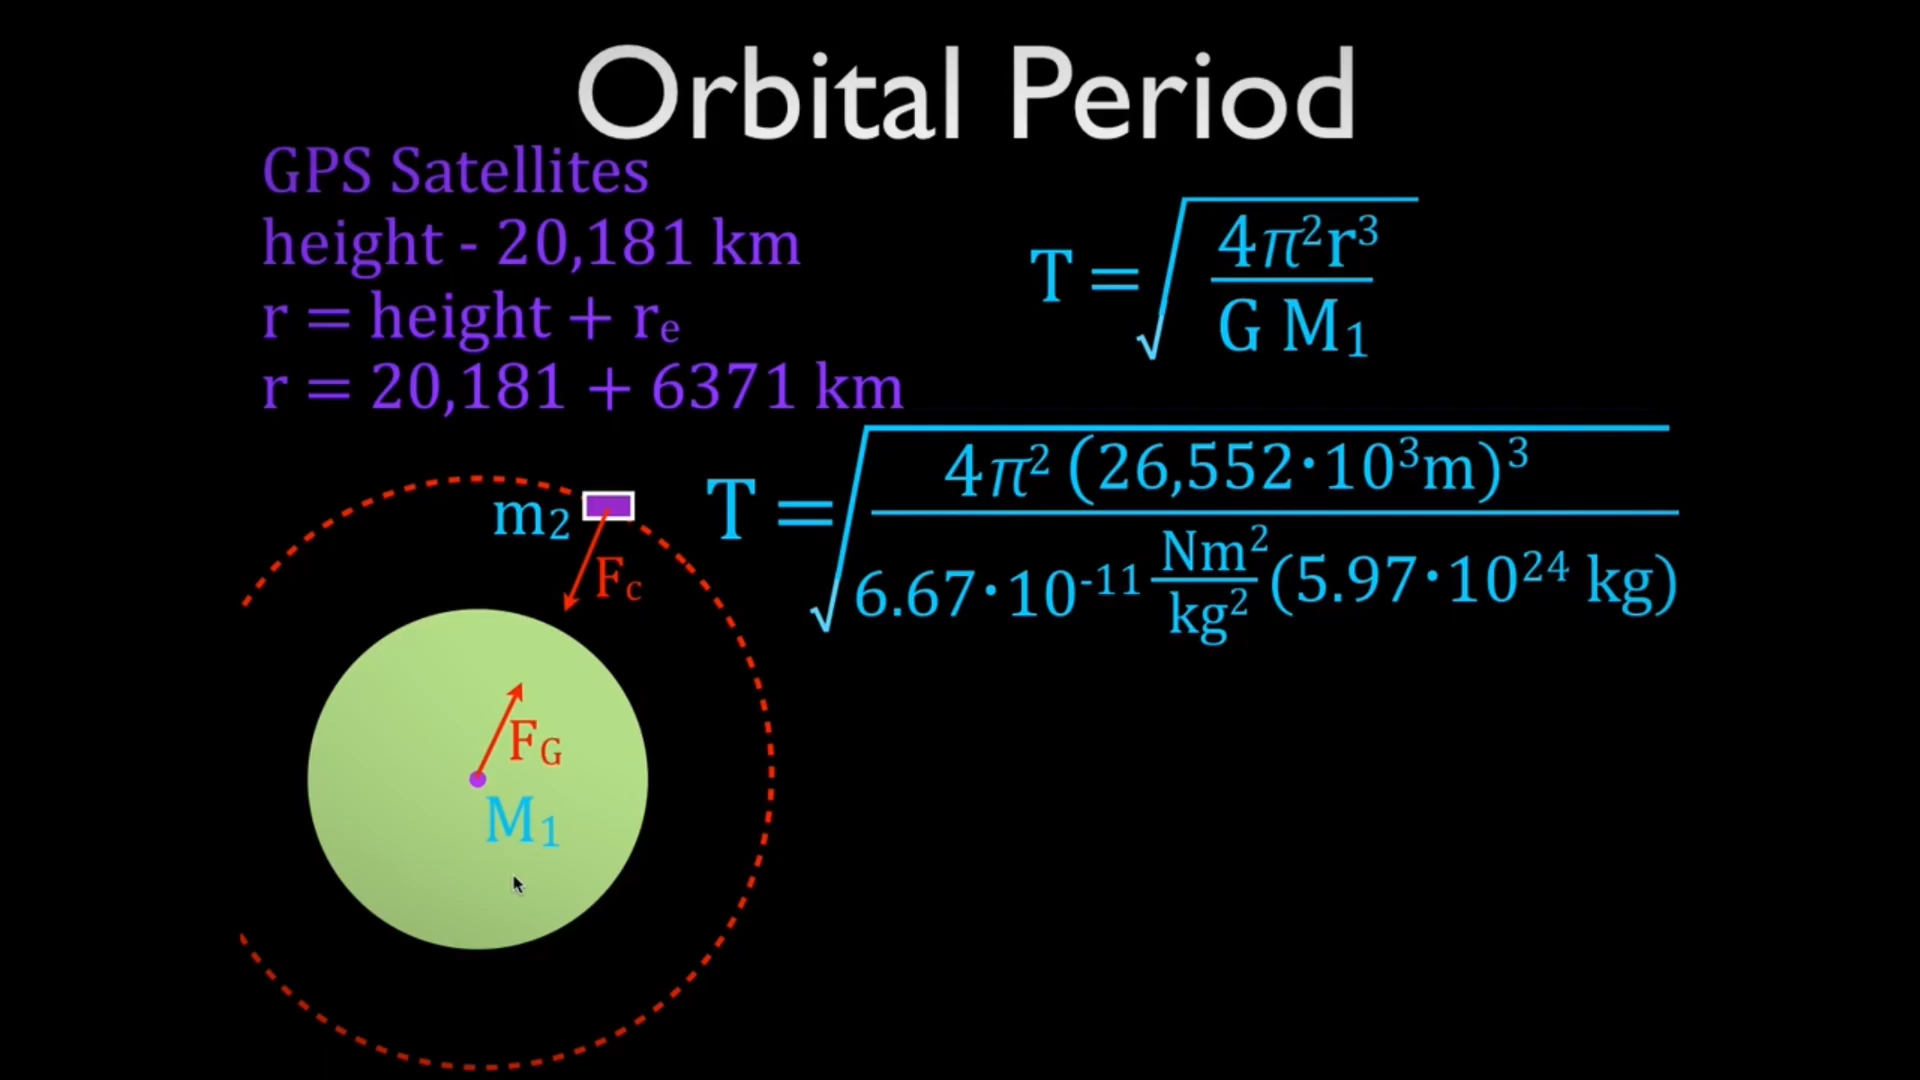 Orbital Period
GPS Satellites
height - 20,181 km
r = height + rₑ
r = 20,181 + 6371 km
T = √(4π²r³ / G M₁)
T = √(4π² (26,552·10³m)³ / 6.67·10⁻¹¹ Nm²/kg² (5.97·10²⁴ kg))
m₂
F_c
F_G
M₁